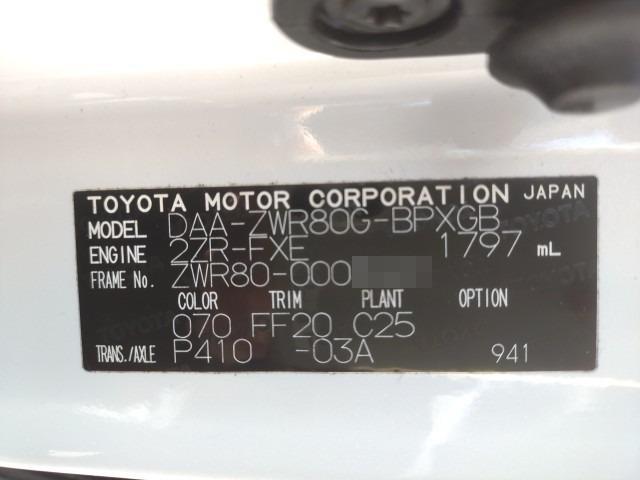 TOYOTA MOTOR CORPORATION JAPAN
MODEL DAA-ZWR80G-BPXGB
ENGINE 2ZR-FXE 1797 mL
FRAME No. ZWR80-000
COLOR TRIM PLANT OPTION
070 FF20 C25
TRANS./AXLE P410 -03A 941